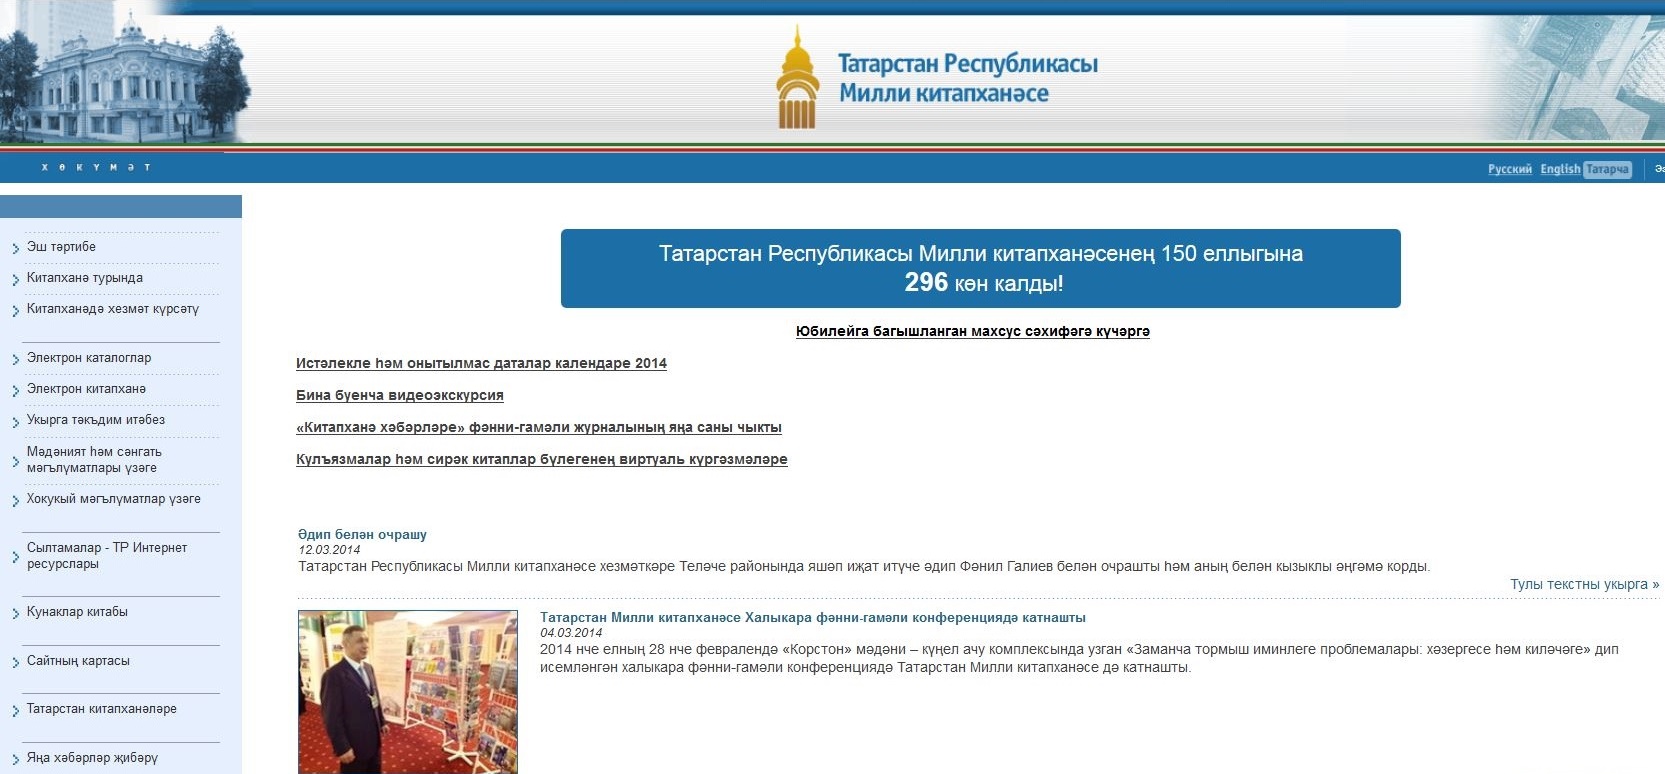 Татарстан Республикасы
Милли китапханәсе
ХӨКҮМӘТ
Русский English Татарча
Эш тәртибе
Китапханә турында
Китапханәдә хезмәт күрсәтү
Электрон каталоглар
Электрон китапханә
Укырга тәкъдим итәбез
Мәдәният һәм сәнгать
мәгълүматлары үзәге
Хокукый мәгълүматлар үзәге
Сылтамалар - ТР Интернет
ресурслары
Кунаклар китабы
Сайтның картасы
Татарстан китапханәләре
Яңа хәбәрләр җибәрү
Татарстан Республикасы Милли китапханәсенең 150 еллыгына
296 көн калды!
Юбилейга багышланган махсус сәхифәгә күчәргә
Истәлекле һәм онытылмас даталар календаре 2014
Бина буенча видеоэкскурсия
«Китапханә хәбәрләре» фәнни-гамәли журналының яңа саны чыкты
Кулъязмалар һәм сирәк китаплар бүлегенең виртуаль күргәзмәләре
Әдип белән очрашу
12.03.2014
Татарстан Республикасы Милли китапханәсе хезмәткәре Теләче районында яшәп иҗат итүче әдип Фәнил Галиев белән очрашты һәм аның белән кызыклы әңгәмә корды.
Тулы текстны укырга »
Татарстан Милли китапханәсе Халыкара фәнни-гамәли конференциядә катнашты
04.03.2014
2014 нче елның 28 нче февралендә «Корстон» мәдәни – күңел ачу комплексында узган «Заманча тормыш иминлеге проблемалары: хәзергесе һәм киләчәге» дип
исемләнгән халыкара фәнни-гамәли конференциядә Татарстан Милли китапханәсе дә катнашты.